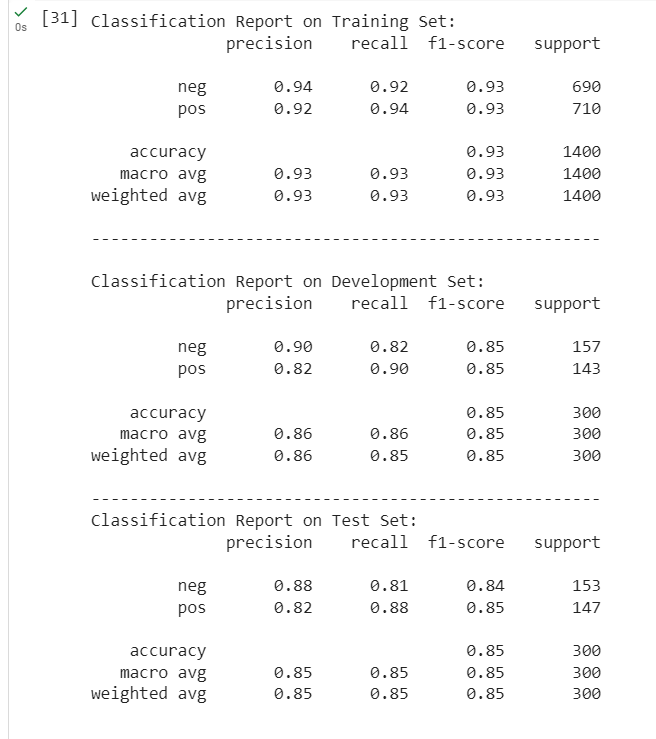 [31] Classification Report on Training Set:
precision recall f1-score support
neg 0.94 0.92 0.93 690
pos 0.92 0.94 0.93 710
accuracy 0.93 1400
macro avg 0.93 0.93 0.93 1400
weighted avg 0.93 0.93 0.93 1400
-----------------------------------------------------
Classification Report on Development Set:
precision recall f1-score support
neg 0.90 0.82 0.85 157
pos 0.82 0.90 0.85 143
accuracy 0.85 300
macro avg 0.86 0.86 0.85 300
weighted avg 0.86 0.85 0.85 300
-----------------------------------------------------
Classification Report on Test Set:
precision recall f1-score support
neg 0.88 0.81 0.84 153
pos 0.82 0.88 0.85 147
accuracy 0.85 300
macro avg 0.85 0.85 0.85 300
weighted avg 0.85 0.85 0.85 300
0s